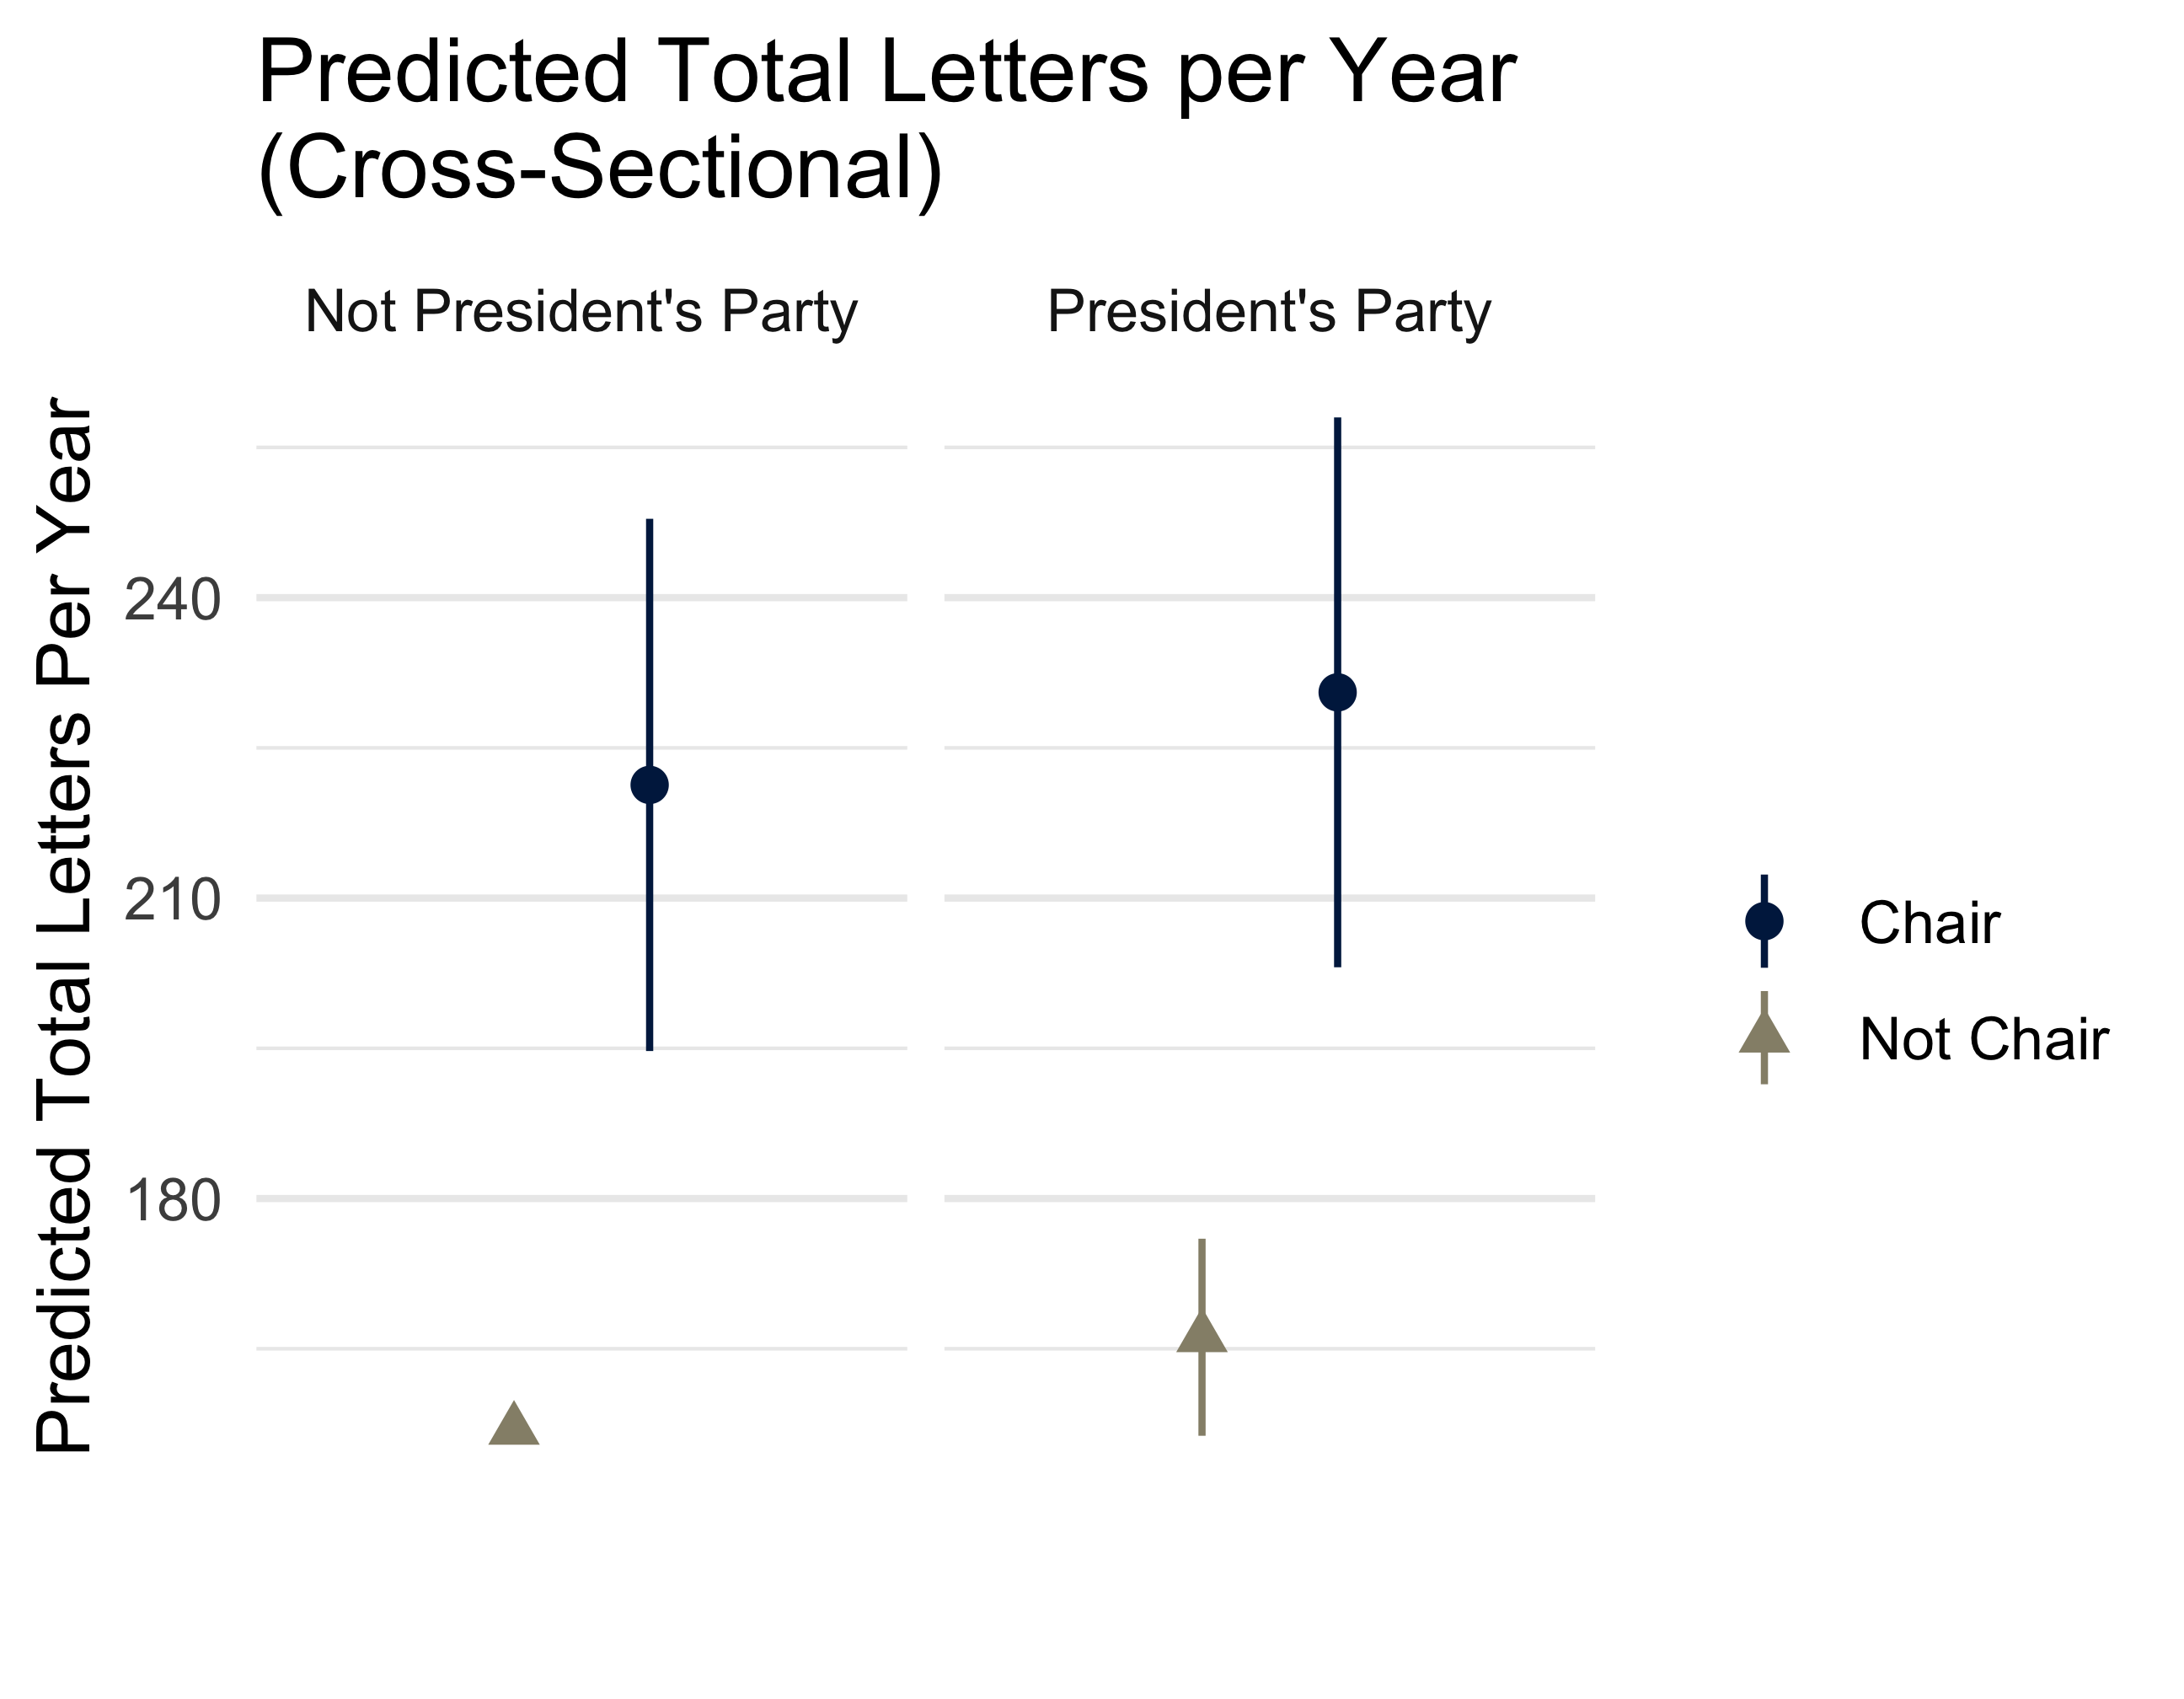 Predicted Total Letters per Year
(Cross-Sectional)
Not President's Party
President's Party
Predicted Total Letters Per Year
240
210
180
Chair
Not Chair